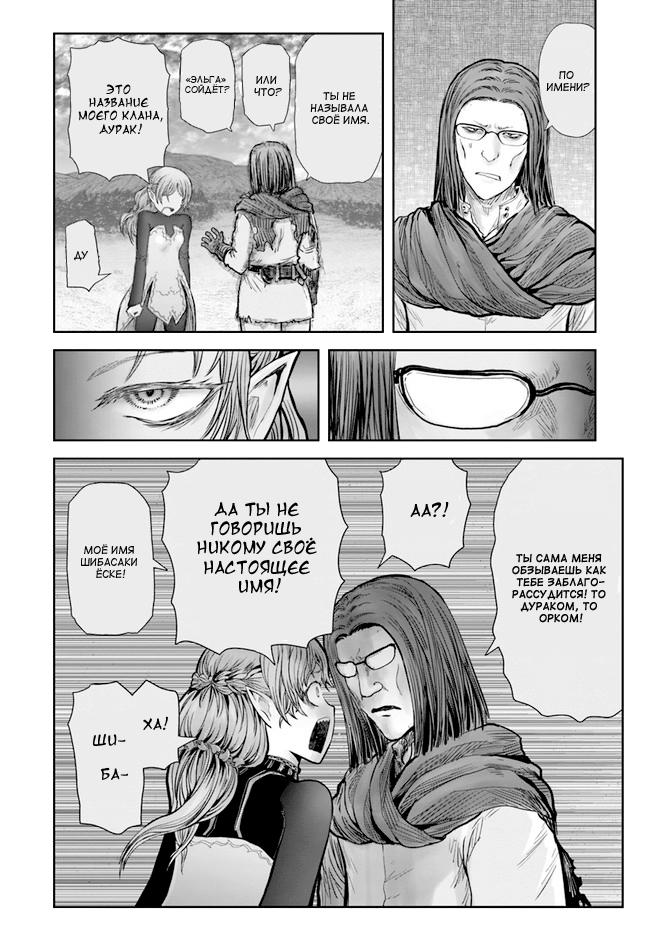 ПО
ИМЕНИ?
ТЫ НЕ
НАЗЫВАЛА
СВОЁ ИМЯ.
ИЛИ
ЧТО?
«ЭЛЬГА»
СОЙДЁТ?
ЭТО
НАЗВАНИЕ
МОЕГО КЛАНА,
ДУРАК!
ДУ
ТЫ САМА МЕНЯ
ОБЗЫВАЕШЬ КАК
ТЕБЕ ЗАБЛАГО-
РАССУДИТСЯ! ТО
ДУРАКОМ, ТО
ОРКОМ!
ДА?!
ДА ТЫ НЕ
ГОВОРИШЬ
НИКОМУ СВОЁ
НАСТОЯЩЕЕ
ИМЯ!
МОЁ ИМЯ
ШИБАСАКИ
ЁСКЕ!
ХА!
ШИ-
БА-